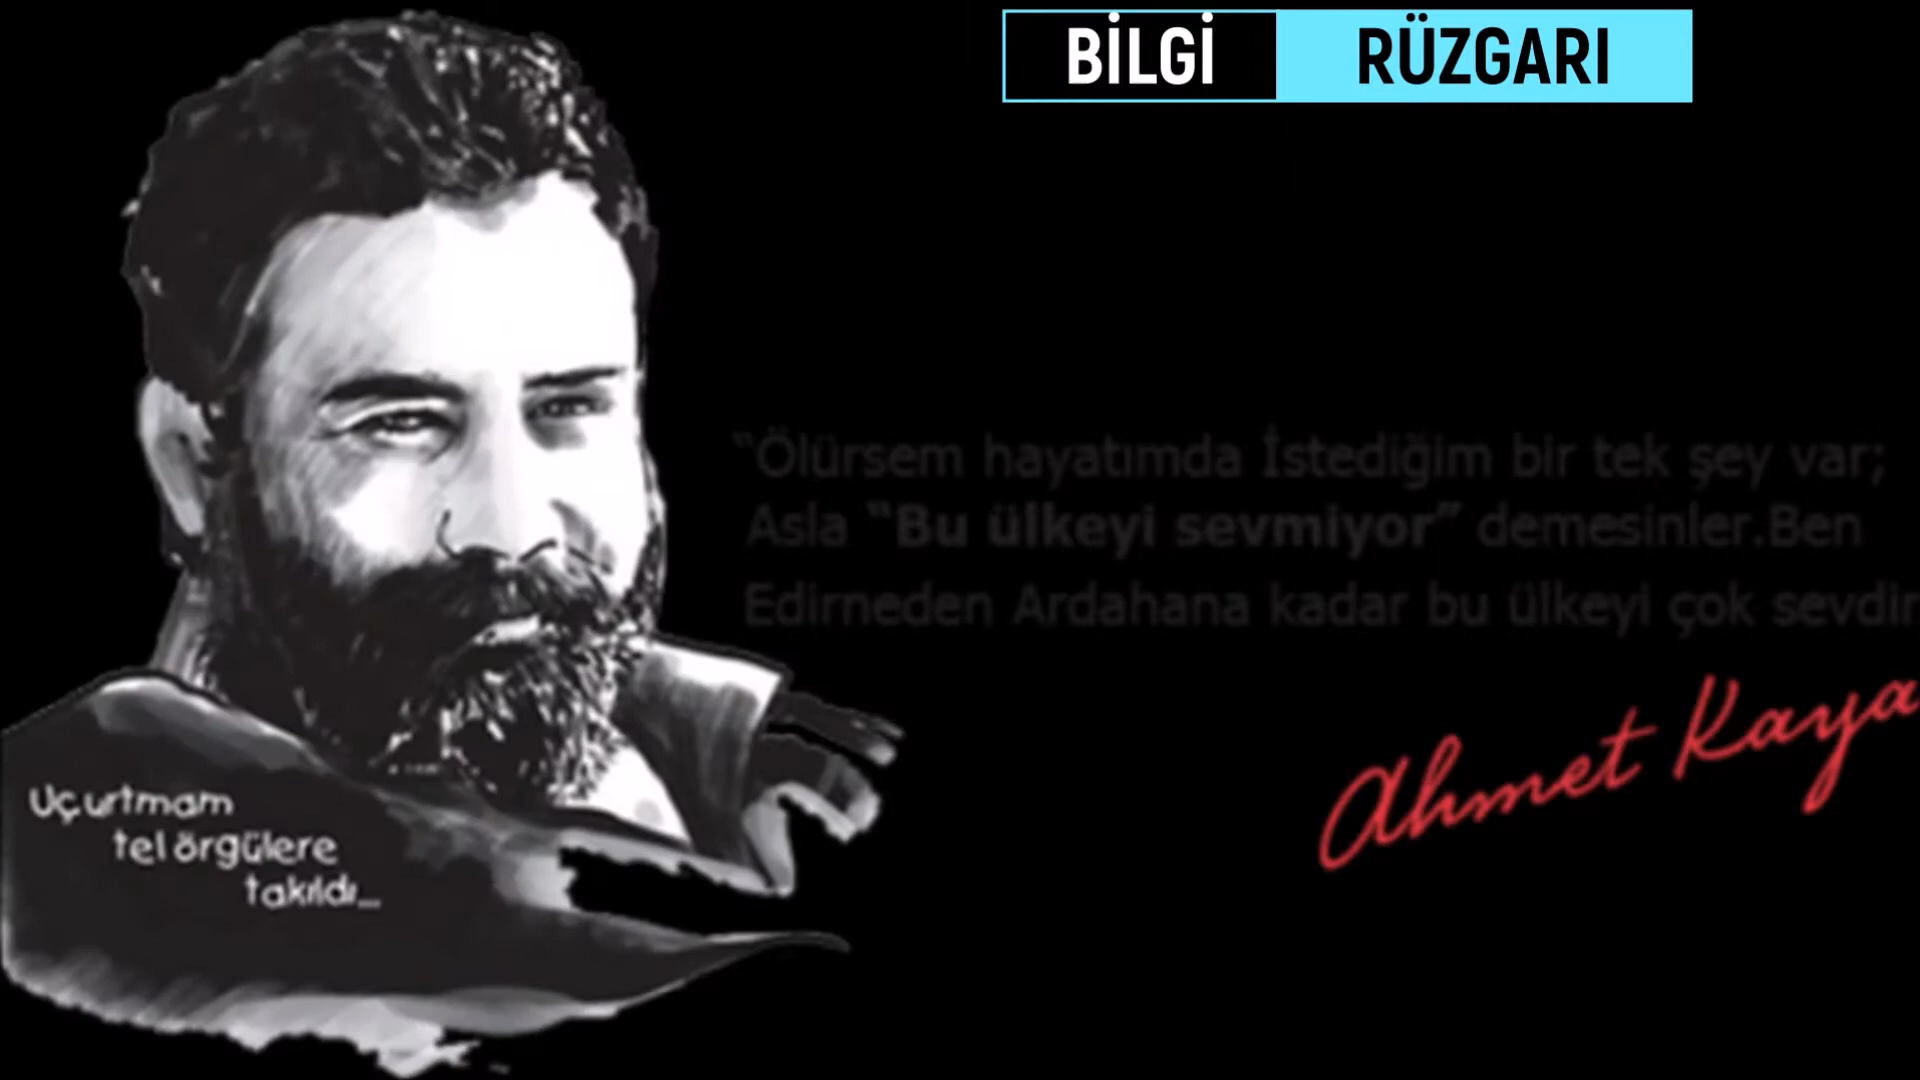 BİLGİ RÜZGARI
“Ölürsem hayatımda İstediğim bir tek şey var;
Asla “Bu ülkeyi sevmiyor” demesinler.Ben
Edirneden Ardahana kadar bu ülkeyi çok sevdim
Ahmet Kaya
Uçurtmam
tel örgülere
takıldı...